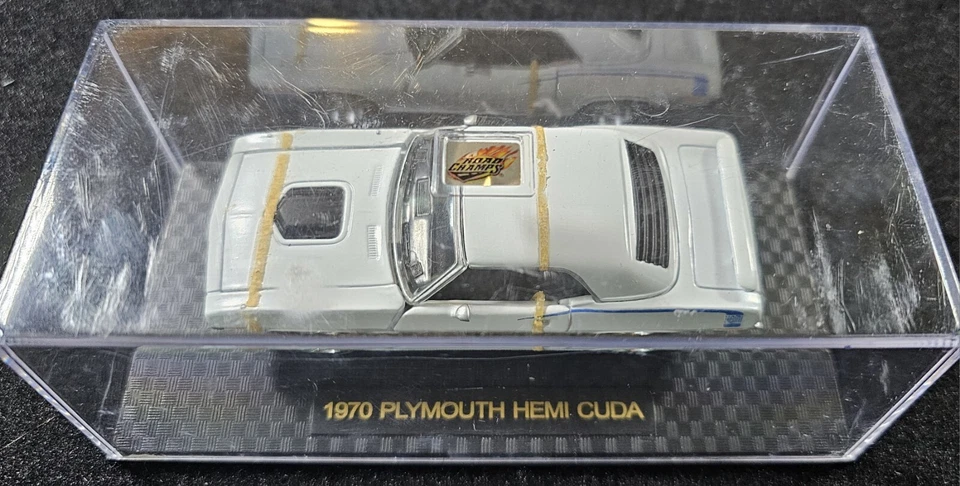 ROAD
CHAMPS
1970 PLYMOUTH HEMI CUDA